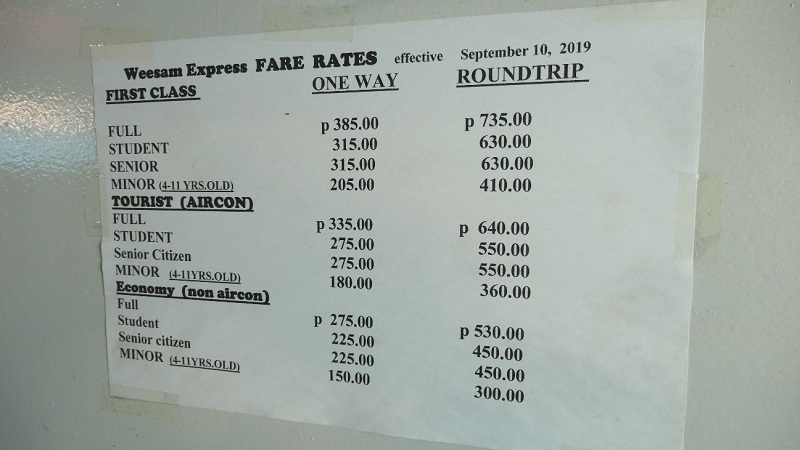 Weesam Express FARE RATES effective September 10, 2019
FIRST CLASS ONE WAY ROUNDTRIP
FULL p 385.00 p 735.00
STUDENT 315.00 630.00
SENIOR 315.00 630.00
MINOR (4-11 YRS.OLD) 205.00 410.00
TOURIST (AIRCON)
FULL p 335.00 p 640.00
STUDENT 275.00 550.00
Senior Citizen 275.00 550.00
MINOR (4-11YRS.OLD) 180.00 360.00
Economy (non aircon)
Full p 275.00 p 530.00
Student 225.00 450.00
Senior citizen 225.00 450.00
MINOR (4-11YRS.OLD) 150.00 300.00